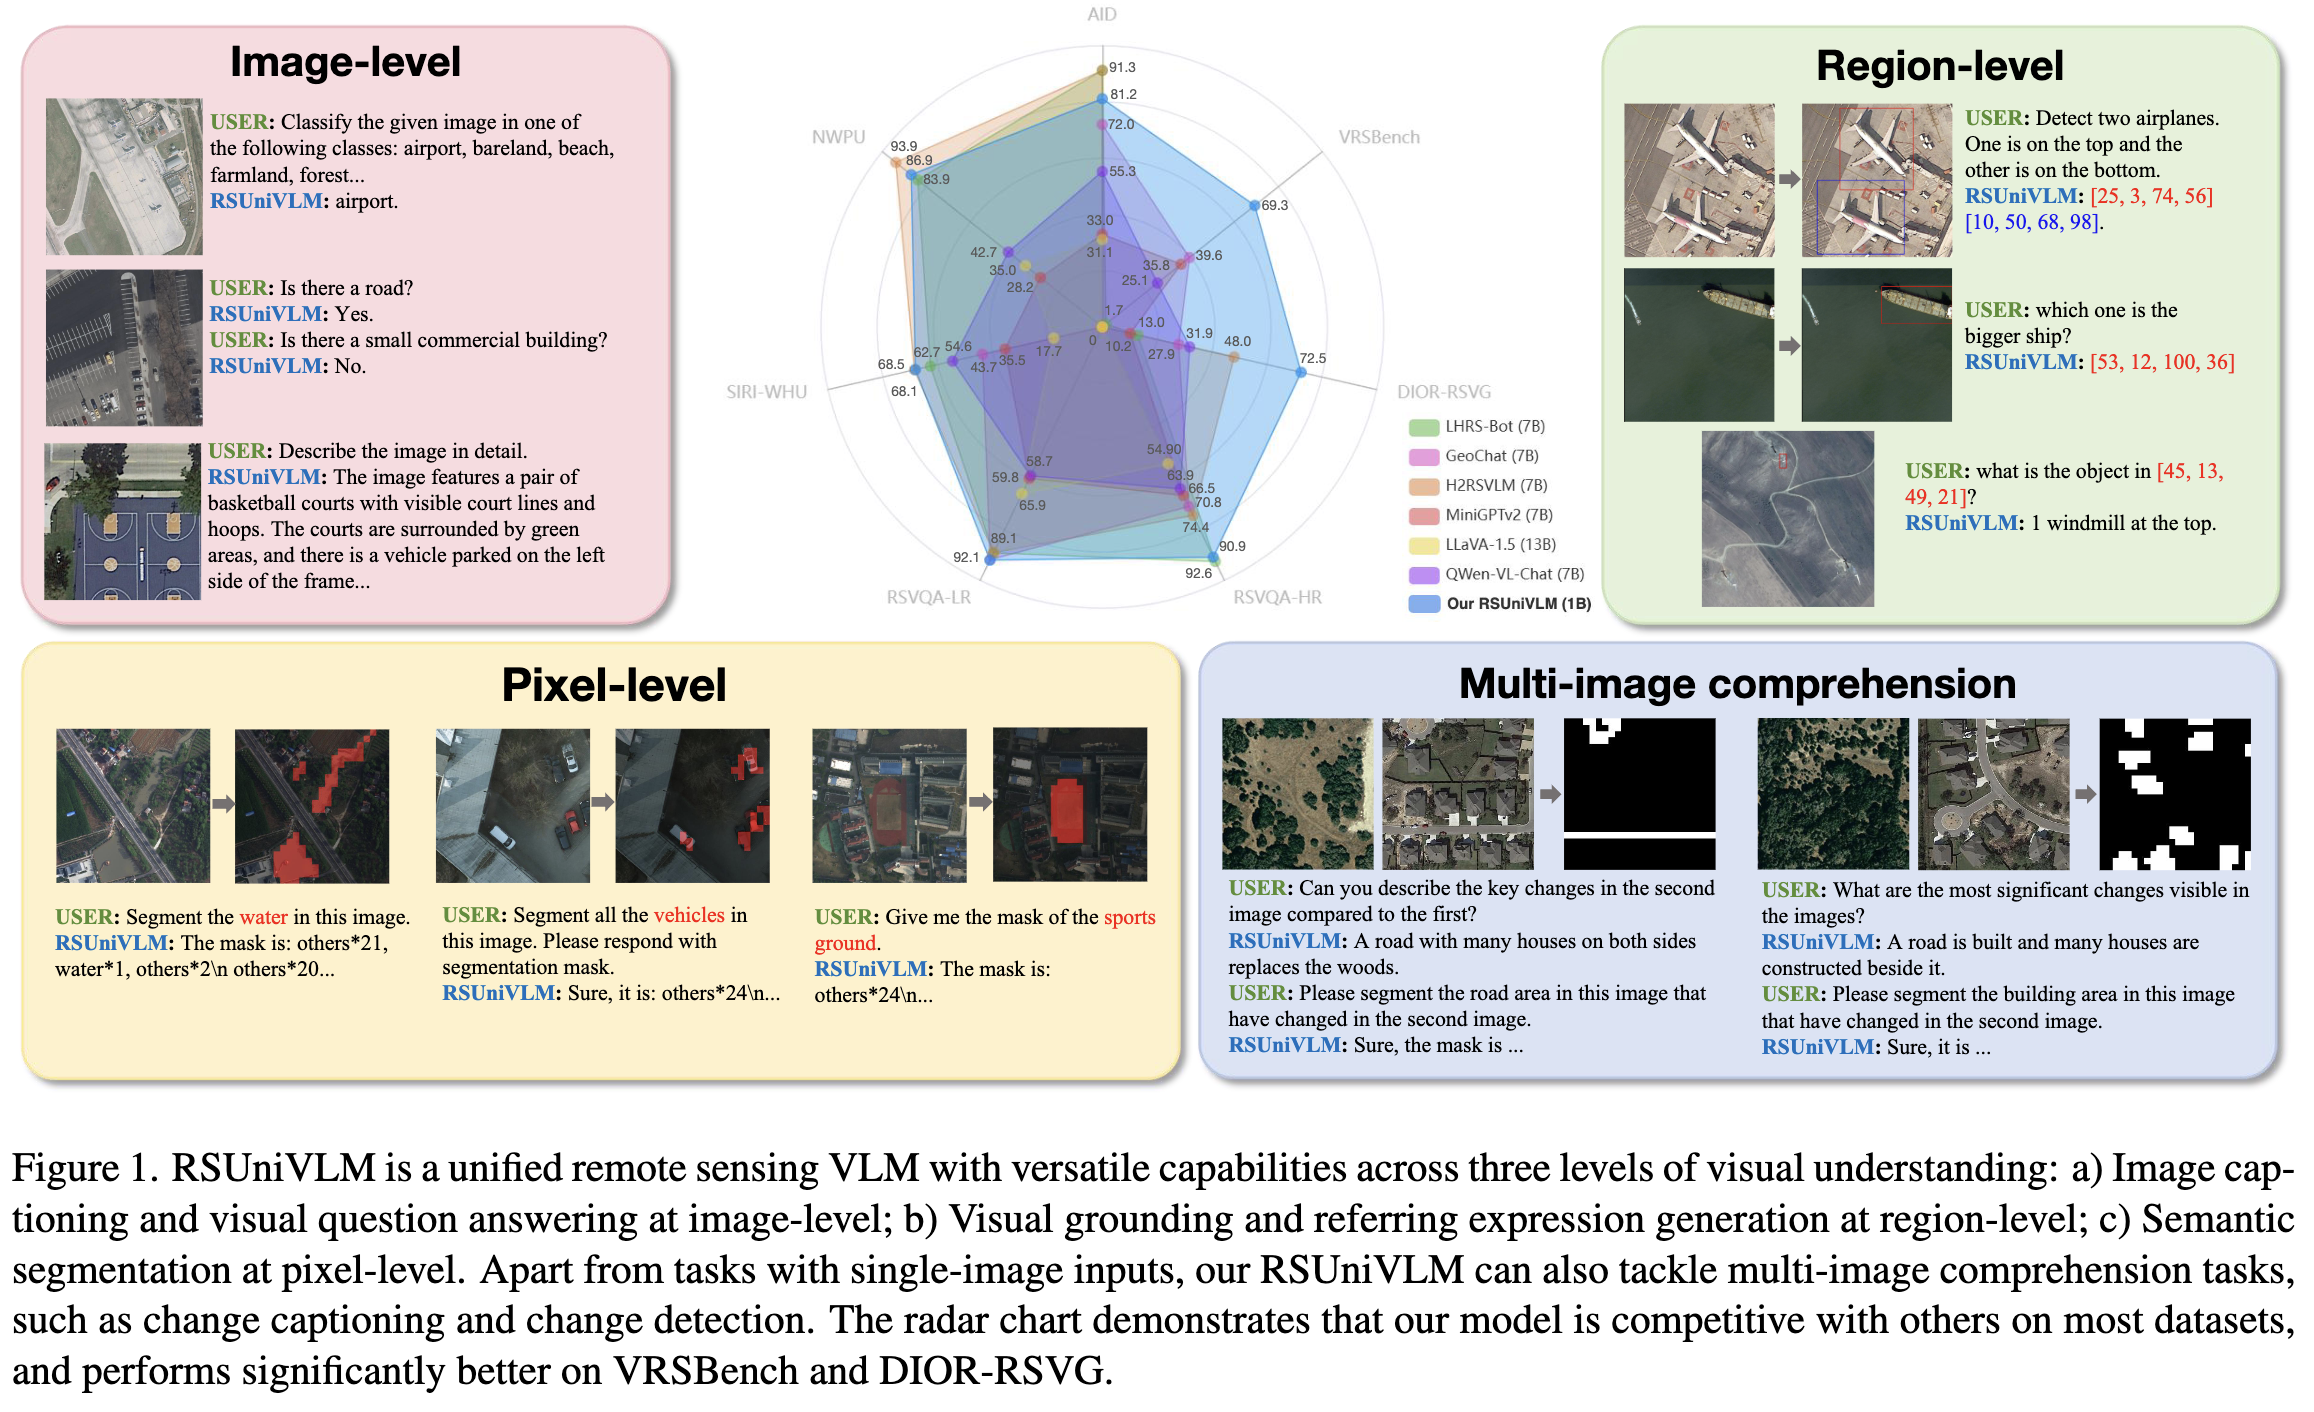 Image-level
USER: Classify the given image in one of
the following classes: airport, bareland, beach,
farmland, forest...
RSUniVLM: airport.
USER: Is there a road?
RSUniVLM: Yes.
USER: Is there a small commercial building?
RSUniVLM: No.
USER: Describe the image in detail.
RSUniVLM: The image features a pair of
basketball courts with visible court lines and
hoops. The courts are surrounded by green
areas, and there is a vehicle parked on the left
side of the frame...
AID
91.3
81.2
72.0
55.3
33.0
31.1
VRSBench
69.3
39.6
35.8
25.1
1.7
0
DIOR-RSVG
72.5
48.0
31.9
27.9
13.0
10.2
RSVQA-HR
54.90
63.9
66.5
70.8
74.4
90.9
92.6
RSVQA-LR
58.7
59.8
65.9
89.1
92.1
SIRI-WHU
68.5
68.1
62.7
54.6
43.7
35.5
17.7
NWPU
93.9
86.9
83.9
42.7
35.0
28.2
LHRS-Bot (7B)
GeoChat (7B)
H2RSVLM (7B)
MiniGPTv2 (7B)
LLaVA-1.5 (13B)
QWen-VL-Chat (7B)
Our RSUniVLM (1B)
Region-level
USER: Detect two airplanes.
One is on the top and the
other is on the bottom.
RSUniVLM: [25, 3, 74, 56]
[10, 50, 68, 98].
USER: which one is the
bigger ship?
RSUniVLM: [53, 12, 100, 36]
USER: what is the object in [45, 13,
49, 21]?
RSUniVLM: 1 windmill at the top.
Pixel-level
USER: Segment the water in this image.
RSUniVLM: The mask is: others*21,
water*1, others*2\n others*20...
USER: Segment all the vehicles in
this image. Please respond with
segmentation mask.
RSUniVLM: Sure, it is: others*24\n...
USER: Give me the mask of the sports
ground.
RSUniVLM: The mask is:
others*24\n...
Multi-image comprehension
USER: Can you describe the key changes in the second
image compared to the first?
RSUniVLM: A road with many houses on both sides
replaces the woods.
USER: Please segment the road area in this image that
have changed in the second image.
RSUniVLM: Sure, the mask is ...
USER: What are the most significant changes visible in
the images?
RSUniVLM: A road is built and many houses are
constructed beside it.
USER: Please segment the building area in this image
that have changed in the second image.
RSUniVLM: Sure, it is ...
Figure 1. RSUniVLM is a unified remote sensing VLM with versatile capabilities across three levels of visual understanding: a) Image cap-
tioning and visual question answering at image-level; b) Visual grounding and referring expression generation at region-level; c) Semantic
segmentation at pixel-level. Apart from tasks with single-image inputs, our RSUniVLM can also tackle multi-image comprehension tasks,
such as change captioning and change detection. The radar chart demonstrates that our model is competitive with others on most datasets,
and performs significantly better on VRSBench and DIOR-RSVG.